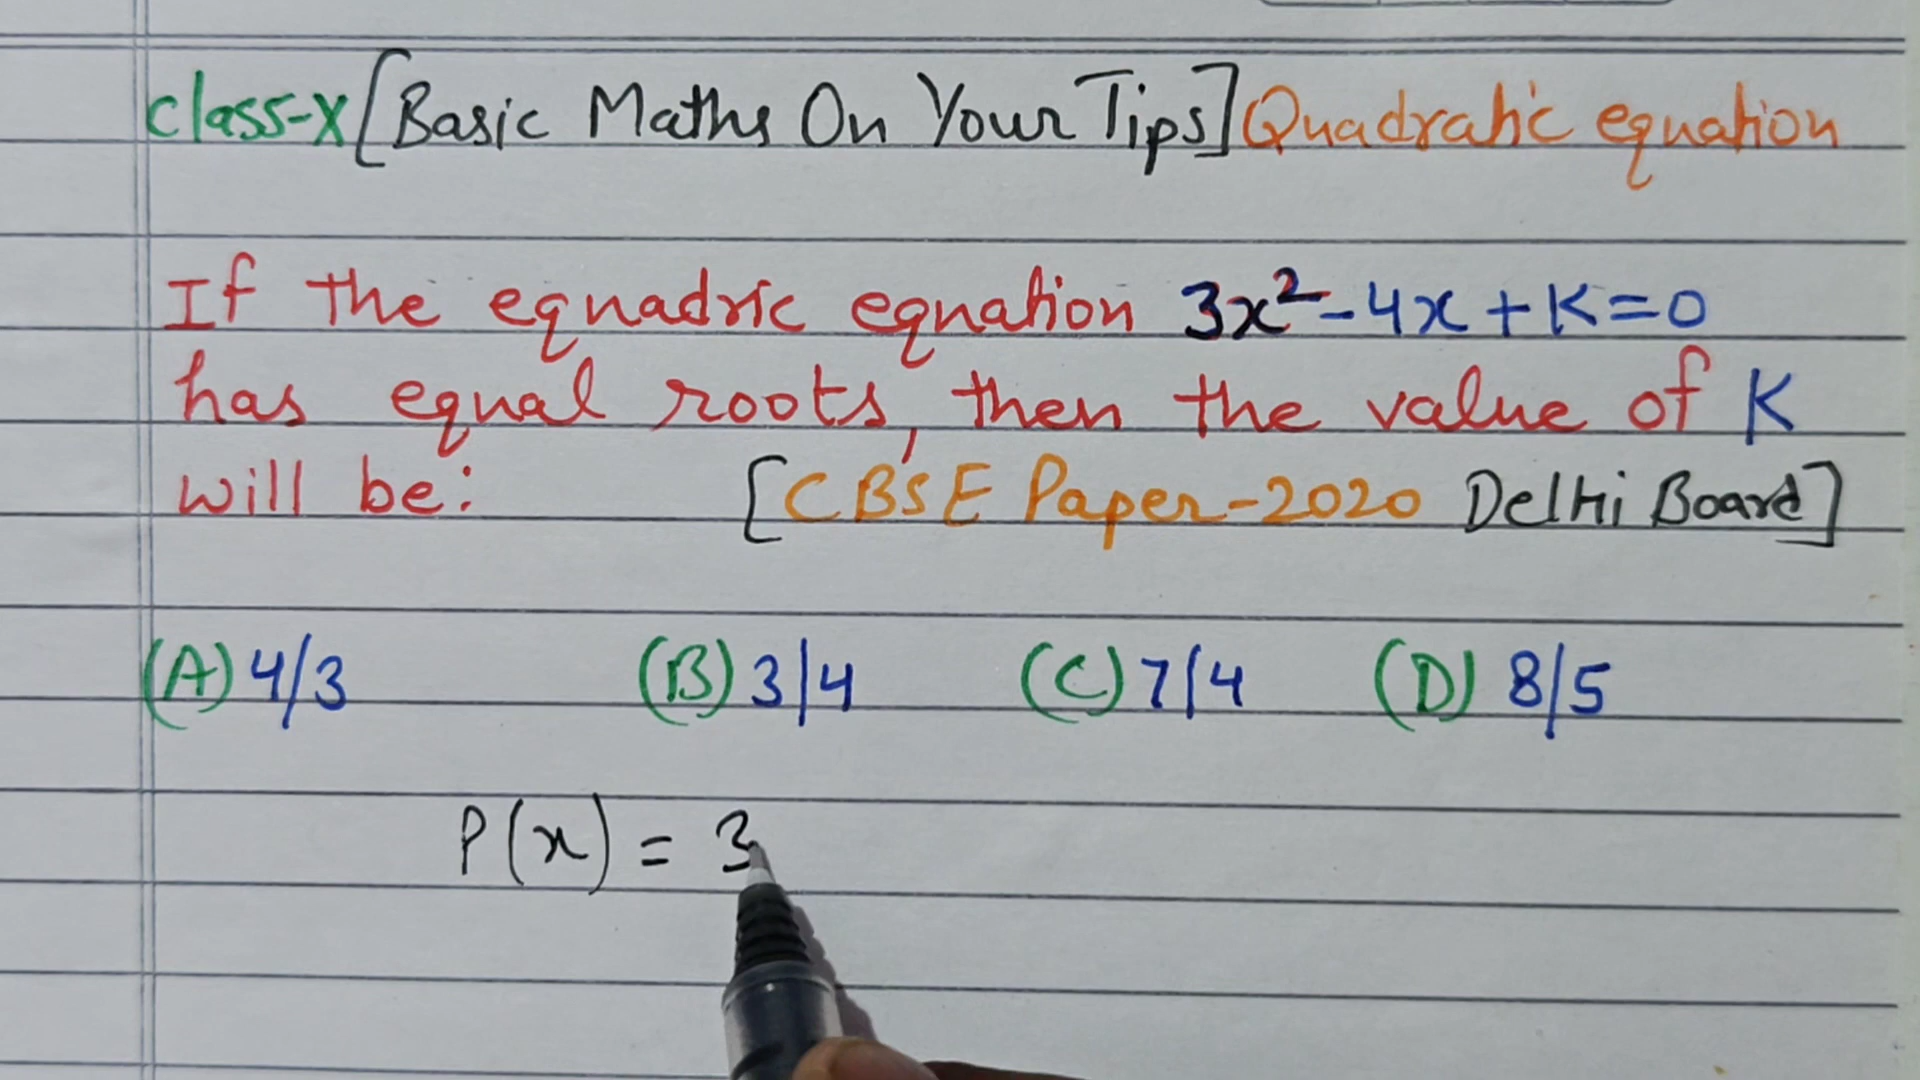 class-X [Basic Maths On Your Tips] Quadratic equation
If the equadric equation 3x²-4x+K=0
has equal roots, then the value of K
will be: [CBSE Paper-2020 Delhi Board]
(A) 4/3 (B) 3/4 (C) 7/4 (D) 8/5
P(x) = 3